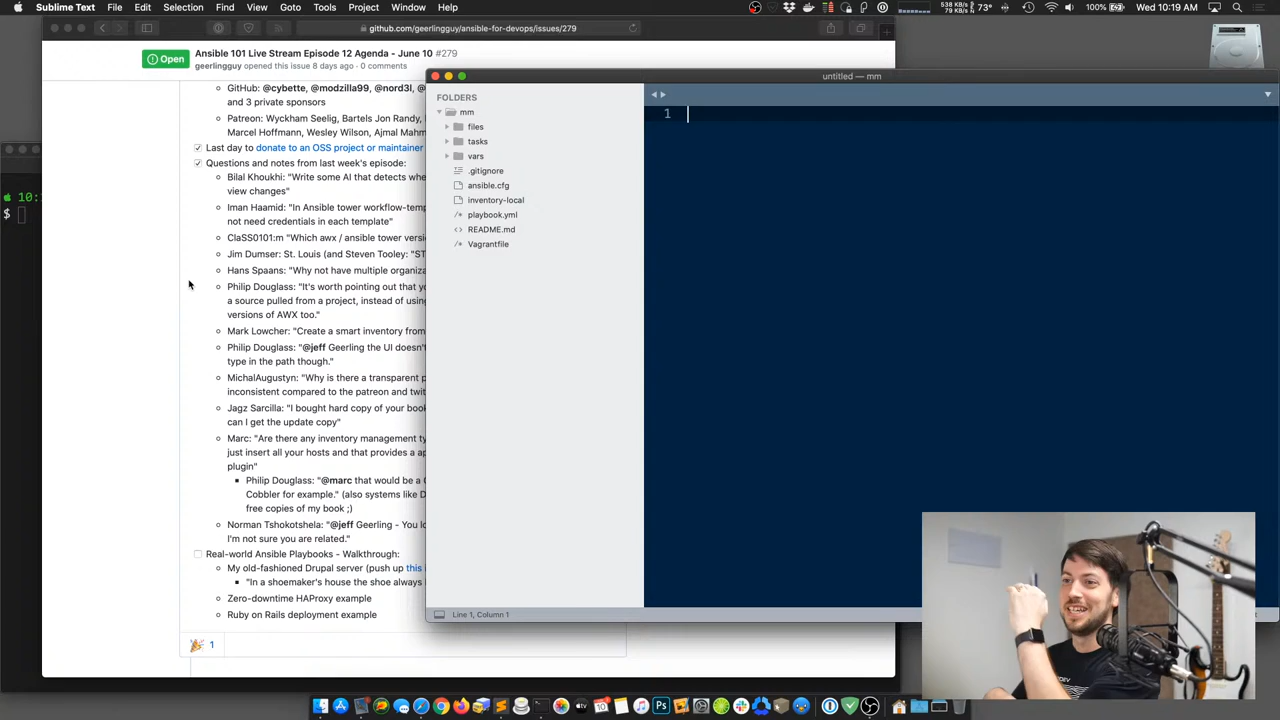 Sublime Text File Edit Selection Find View Goto Tools Project Window Help
539 KB/s 73° 100% Wed 10:19 AM
github.com/geerlingguy/ansible-for-devops/issues/279
Open
Ansible 101 Live Stream Episode 12 Agenda - June 10 #279
geerlingguy opened this issue 8 days ago · 0 comments
GitHub: @cybette, @modzilla99, @nord3l,
and 3 private sponsors
Patreon: Wyckham Seelig, Bartels Jon Randy,
Marcel Hoffmann, Wesley Wilson, Ajmal Mahm
Last day to donate to an OSS project or maintainer
Questions and notes from last week's episode:
Bilal Khoukhi: "Write some AI that detects whe
view changes"
Iman Haamid: "In Ansible tower workflow-temp
not need credentials in each template"
ClaSS0101:m "Which awx / ansible tower versi
Jim Dumser: St. Louis (and Steven Tooley: "ST
Hans Spaans: "Why not have multiple organiza
Philip Douglass: "It's worth pointing out that yo
a source pulled from a project, instead of using
versions of AWX too."
Mark Lowcher: "Create a smart inventory from
Philip Douglass: "@jeff Geerling the UI doesn't
type in the path though."
MichalAugustyn: "Why is there a transparent p
inconsistent compared to the patreon and twit
Jagz Sarcilla: "I bought hard copy of your book
can I get the update copy"
Marc: "Are there any inventory management ty
just insert all your hosts and that provides a ap
plugin"
Philip Douglass: "@marc that would be a C
Cobbler for example." (also systems like D
free copies of my book ;)
Norman Tshokotshela: "@jeff Geerling - You lo
I'm not sure you are related."
Real-world Ansible Playbooks - Walkthrough:
My old-fashioned Drupal server (push up this i
"In a shoemaker's house the shoe always
Zero-downtime HAProxy example
Ruby on Rails deployment example
1
10:
$
untitled — mm
FOLDERS
mm
files
tasks
vars
.gitignore
ansible.cfg
inventory-local
playbook.yml
README.md
Vagrantfile
1
Line 1, Column 1